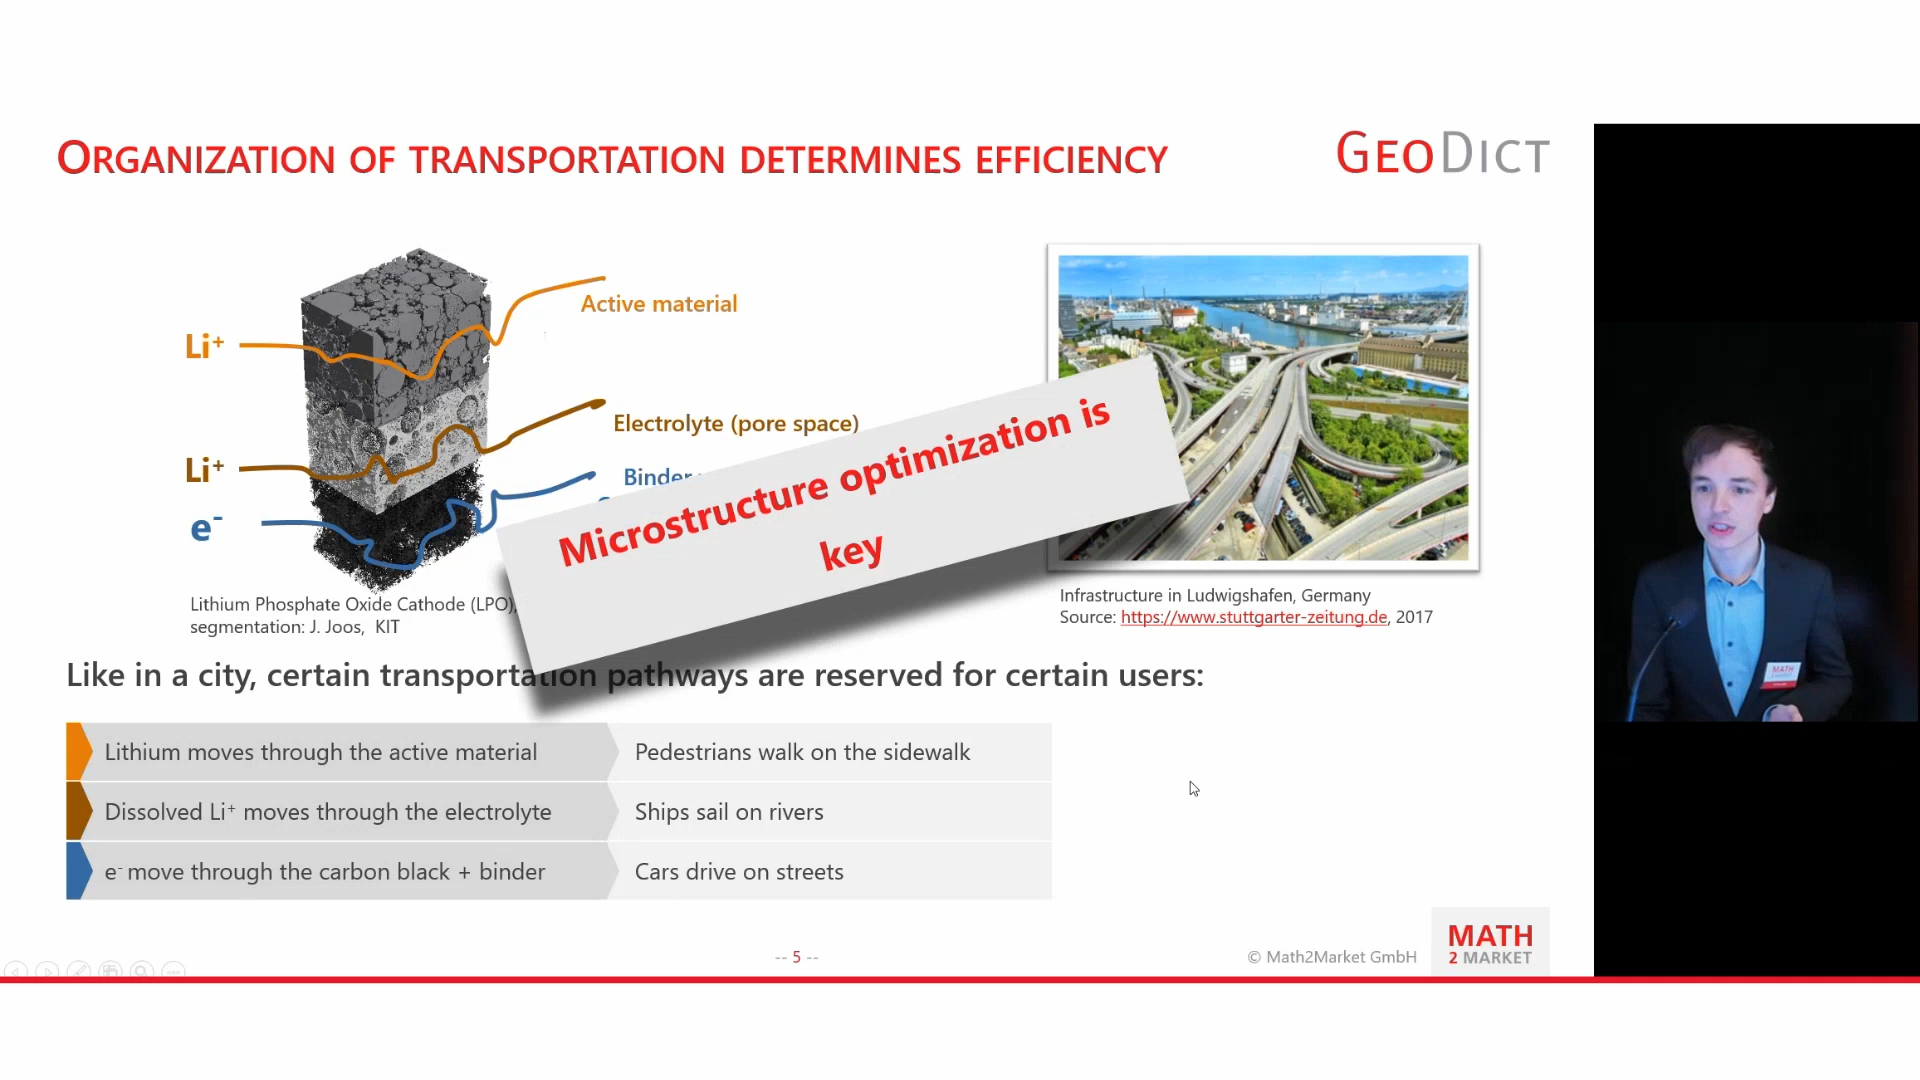 ORGANIZATION OF TRANSPORTATION DETERMINES EFFICIENCY
GEODICT
Active material
Li⁺
Electrolyte (pore space)
Li⁺
Binder
e⁻
Microstructure optimization is
key
Lithium Phosphate Oxide Cathode (LPO),
segmentation: J. Joos, KIT
Infrastructure in Ludwigshafen, Germany
Source: https://www.stuttgarter-zeitung.de, 2017
Like in a city, certain transportation pathways are reserved for certain users:
Lithium moves through the active material
Pedestrians walk on the sidewalk
Dissolved Li⁺ moves through the electrolyte
Ships sail on rivers
e⁻ move through the carbon black + binder
Cars drive on streets
-- 5 --
© Math2Market GmbH
MATH
2 MARKET
MATH